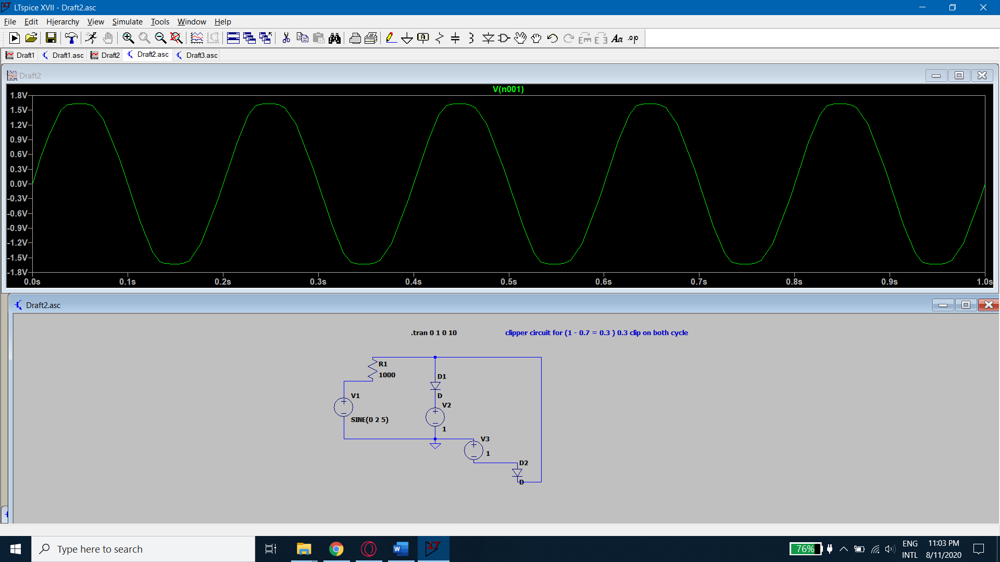 LTspice XVII - Draft2.asc
File Edit Hierarchy View Simulate Tools Window Help
Draft1 Draft1.asc Draft2 Draft2.asc Draft3.asc
Draft2
V(n001)
1.8V
1.5V
1.2V
0.9V
0.6V
0.3V
0.0V
-0.3V
-0.6V
-0.9V
-1.2V
-1.5V
-1.8V
0.0s 0.1s 0.2s 0.3s 0.4s 0.5s 0.6s 0.7s 0.8s 0.9s 1.0s
Draft2.asc
.tran 0 1 0 10 clipper circuit for (1 - 0.7 = 0.3 ) 0.3 clip on both cycle
R1
1000
D1
V1
D
V2
SINE(0 2 5)
1
V3
1
D2
D
Type here to search
76%
ENG
INTL
11:03 PM
8/11/2020